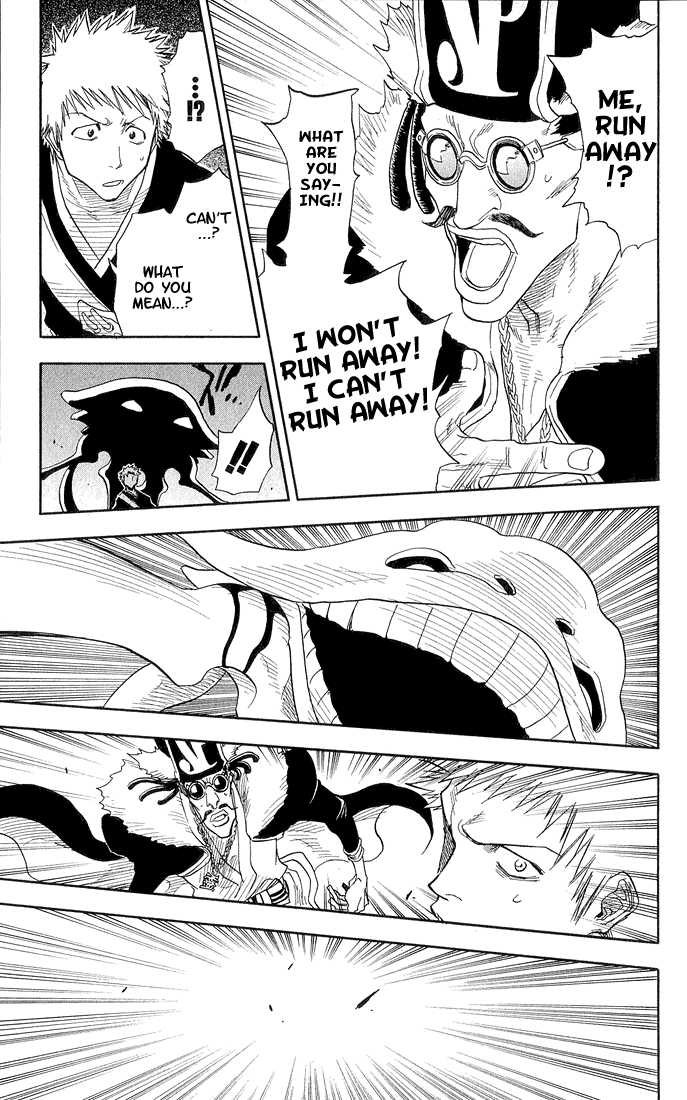 ME,
RUN
AWAY
!?
WHAT
ARE
YOU
SAY-
ING!!
I WON'T
RUN AWAY!
I CAN'T
RUN AWAY!
...
!?
CAN'T
...?
WHAT
DO YOU
MEAN...?
!!